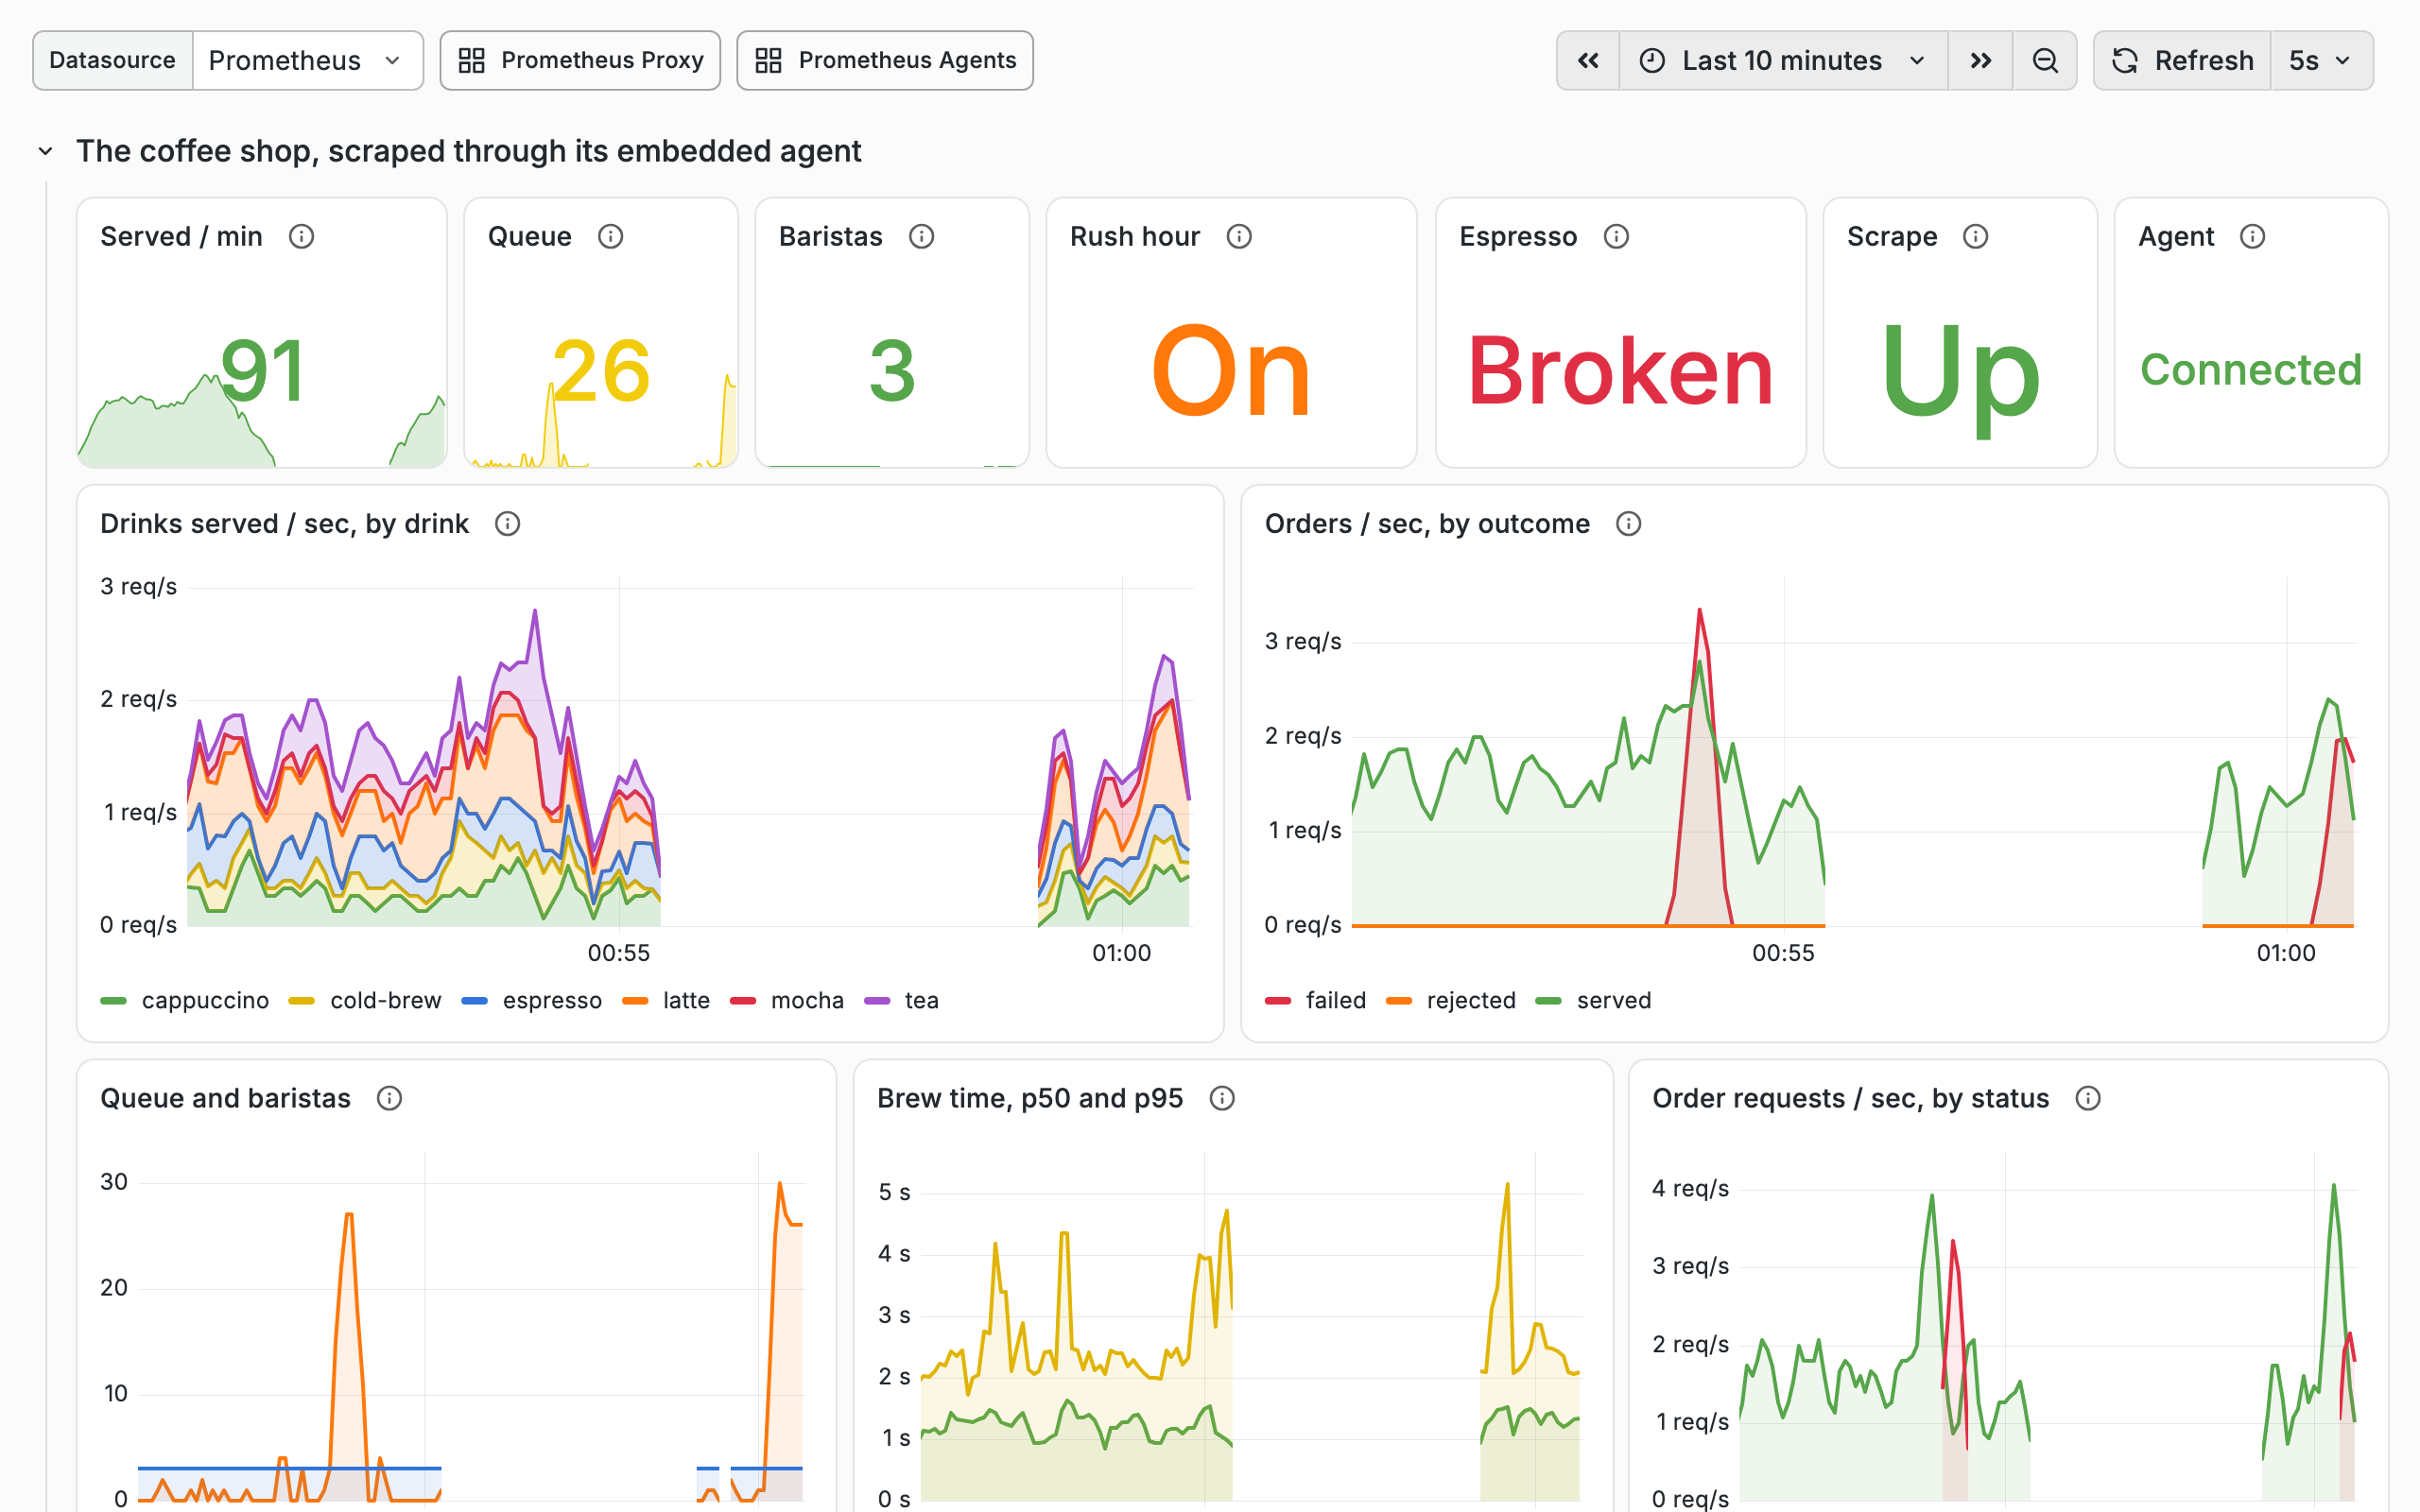 Datasource Prometheus Prometheus Proxy Prometheus Agents Last 10 minutes Refresh 5s
The coffee shop, scraped through its embedded agent
Served / min
91
Queue
26
Baristas
3
Rush hour
On
Espresso
Broken
Scrape
Up
Agent
Connected
Drinks served / sec, by drink
3 req/s
2 req/s
1 req/s
0 req/s
00:55 01:00
cappuccino cold-brew espresso latte mocha tea
Orders / sec, by outcome
3 req/s
2 req/s
1 req/s
0 req/s
00:55 01:00
failed rejected served
Queue and baristas
30
20
10
0
Brew time, p50 and p95
5 s
4 s
3 s
2 s
1 s
0 s
Order requests / sec, by status
4 req/s
3 req/s
2 req/s
1 req/s
0 req/s